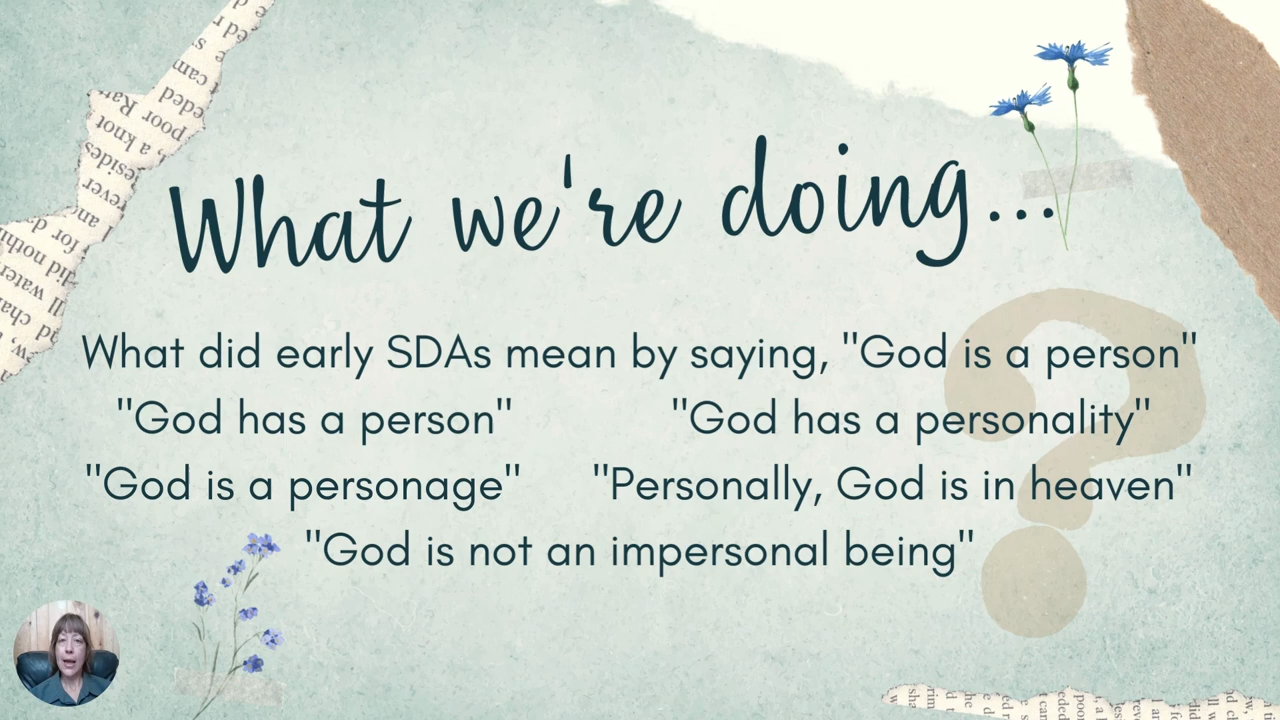 What we're doing...
What did early SDAs mean by saying, "God is a person"
"God has a person" "God has a personality"
"God is a personage" "Personally, God is in heaven"
"God is not an impersonal being"